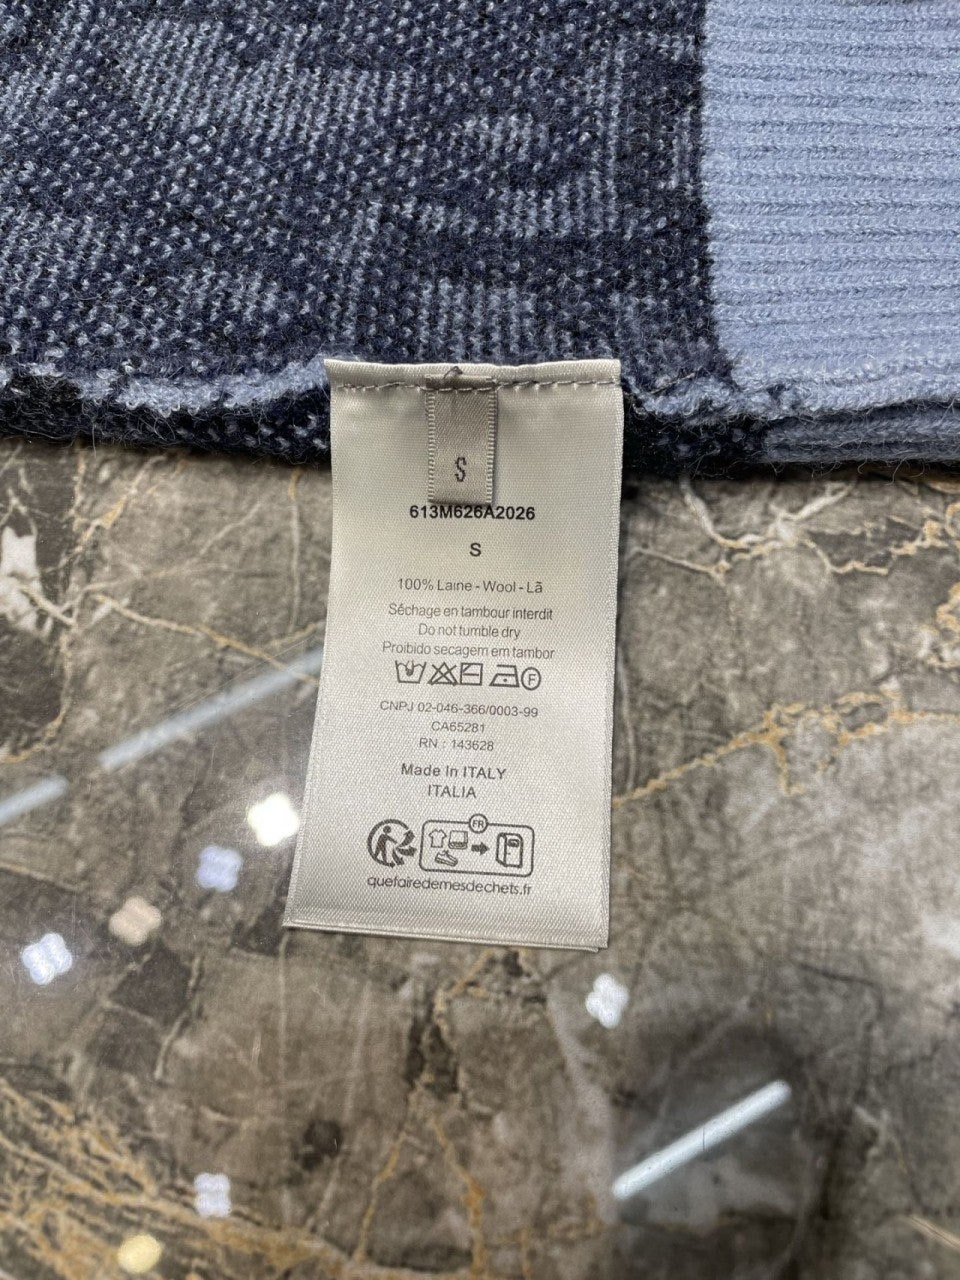 S
613M626A2026
S
100% Laine - Wool - Lã
Séchage en tambour interdit
Do not tumble dry
Proibido secagem em tambor
F
CNPJ 02-046-366/0003-99
CA65281
RN : 143628
Made In ITALY
ITALIA
FR
quefairedemesdechets.fr